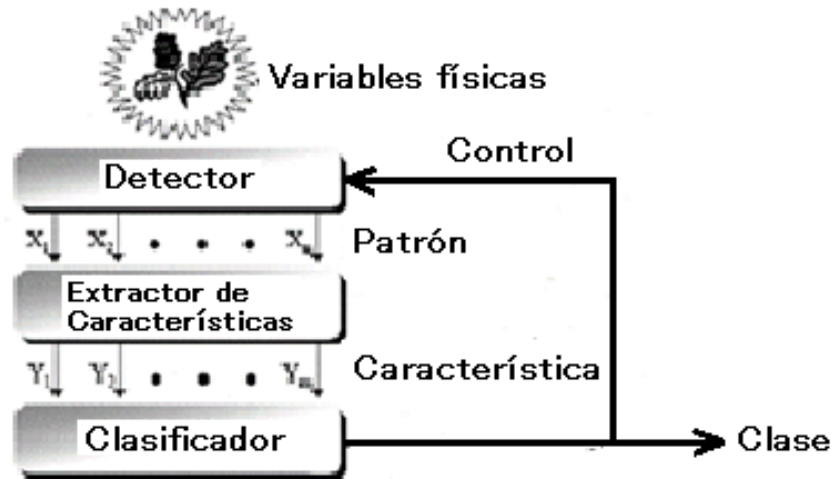 Variables físicas
Control
Detector
X₁ X₂ • • • Xₙ Patrón
Extractor de
Características
Y₁ Y₂ • • • Yₘ Característica
Clasificador
Clase